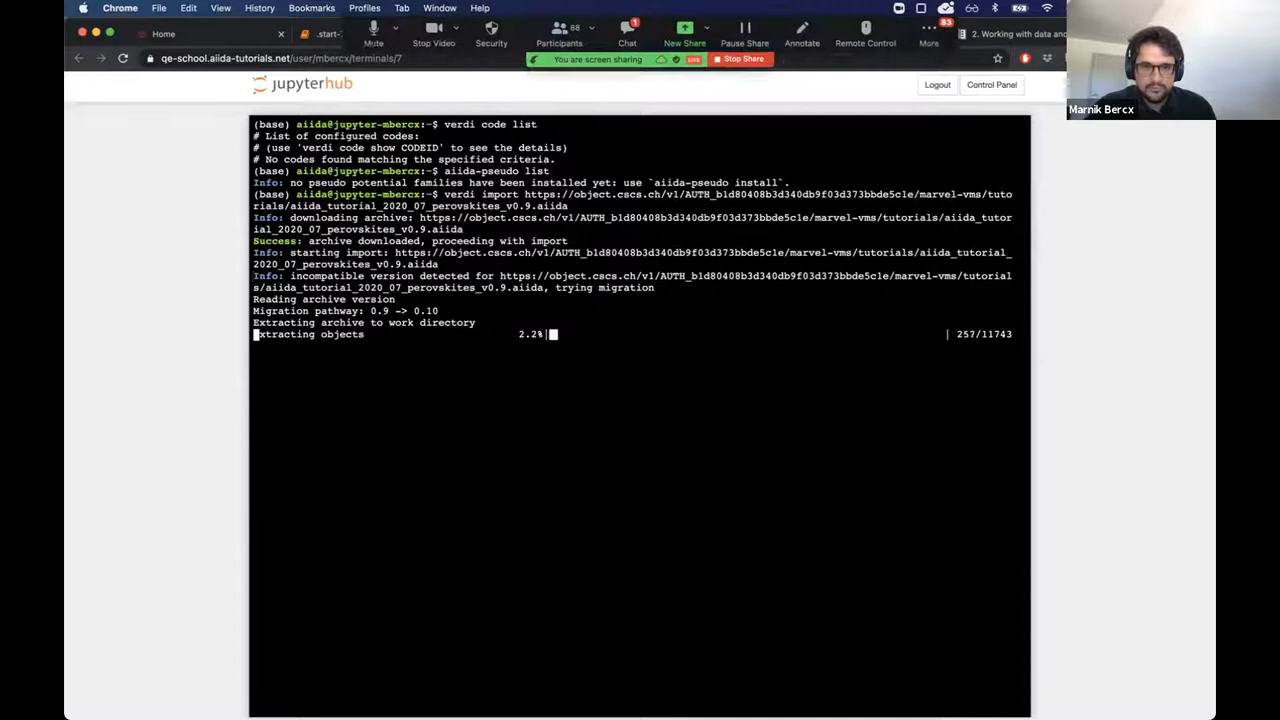 Chrome File Edit View History Bookmarks Profiles Tab Window Help
Home
.start-
Mute
Stop Video
Security
68
Participants
1
Chat
New Share
Pause Share
Annotate
Remote Control
83
More
2. Working with data and
You are screen sharing
LIVE
Stop Share
qe-school.aiida-tutorials.net/user/mbercx/terminals/7
Marnik Bercx
jupyterhub
Logout
Control Panel
(base) aiida@jupyter-mbercx:~$ verdi code list
# List of configured codes:
# (use 'verdi code show CODEID' to see the details)
# No codes found matching the specified criteria.
(base) aiida@jupyter-mbercx:~$ aiida-pseudo list
Info: no pseudo potential families have been installed yet: use `aiida-pseudo install`.
(base) aiida@jupyter-mbercx:~$ verdi import https://object.cscs.ch/v1/AUTH_b1d80408b3d340db9f03d373bbde5c1e/marvel-vms/tuto
rials/aiida_tutorial_2020_07_perovskites_v0.9.aiida
Info: downloading archive: https://object.cscs.ch/v1/AUTH_b1d80408b3d340db9f03d373bbde5c1e/marvel-vms/tutorials/aiida_tutor
ial_2020_07_perovskites_v0.9.aiida
Success: archive downloaded, proceeding with import
Info: starting import: https://object.cscs.ch/v1/AUTH_b1d80408b3d340db9f03d373bbde5c1e/marvel-vms/tutorials/aiida_tutorial_
2020_07_perovskites_v0.9.aiida
Info: incompatible version detected for https://object.cscs.ch/v1/AUTH_b1d80408b3d340db9f03d373bbde5c1e/marvel-vms/tutorial
s/aiida_tutorial_2020_07_perovskites_v0.9.aiida, trying migration
Reading archive version
Migration pathway: 0.9 -> 0.10
Extracting archive to work directory
xtracting objects 2.2%| | 257/11743